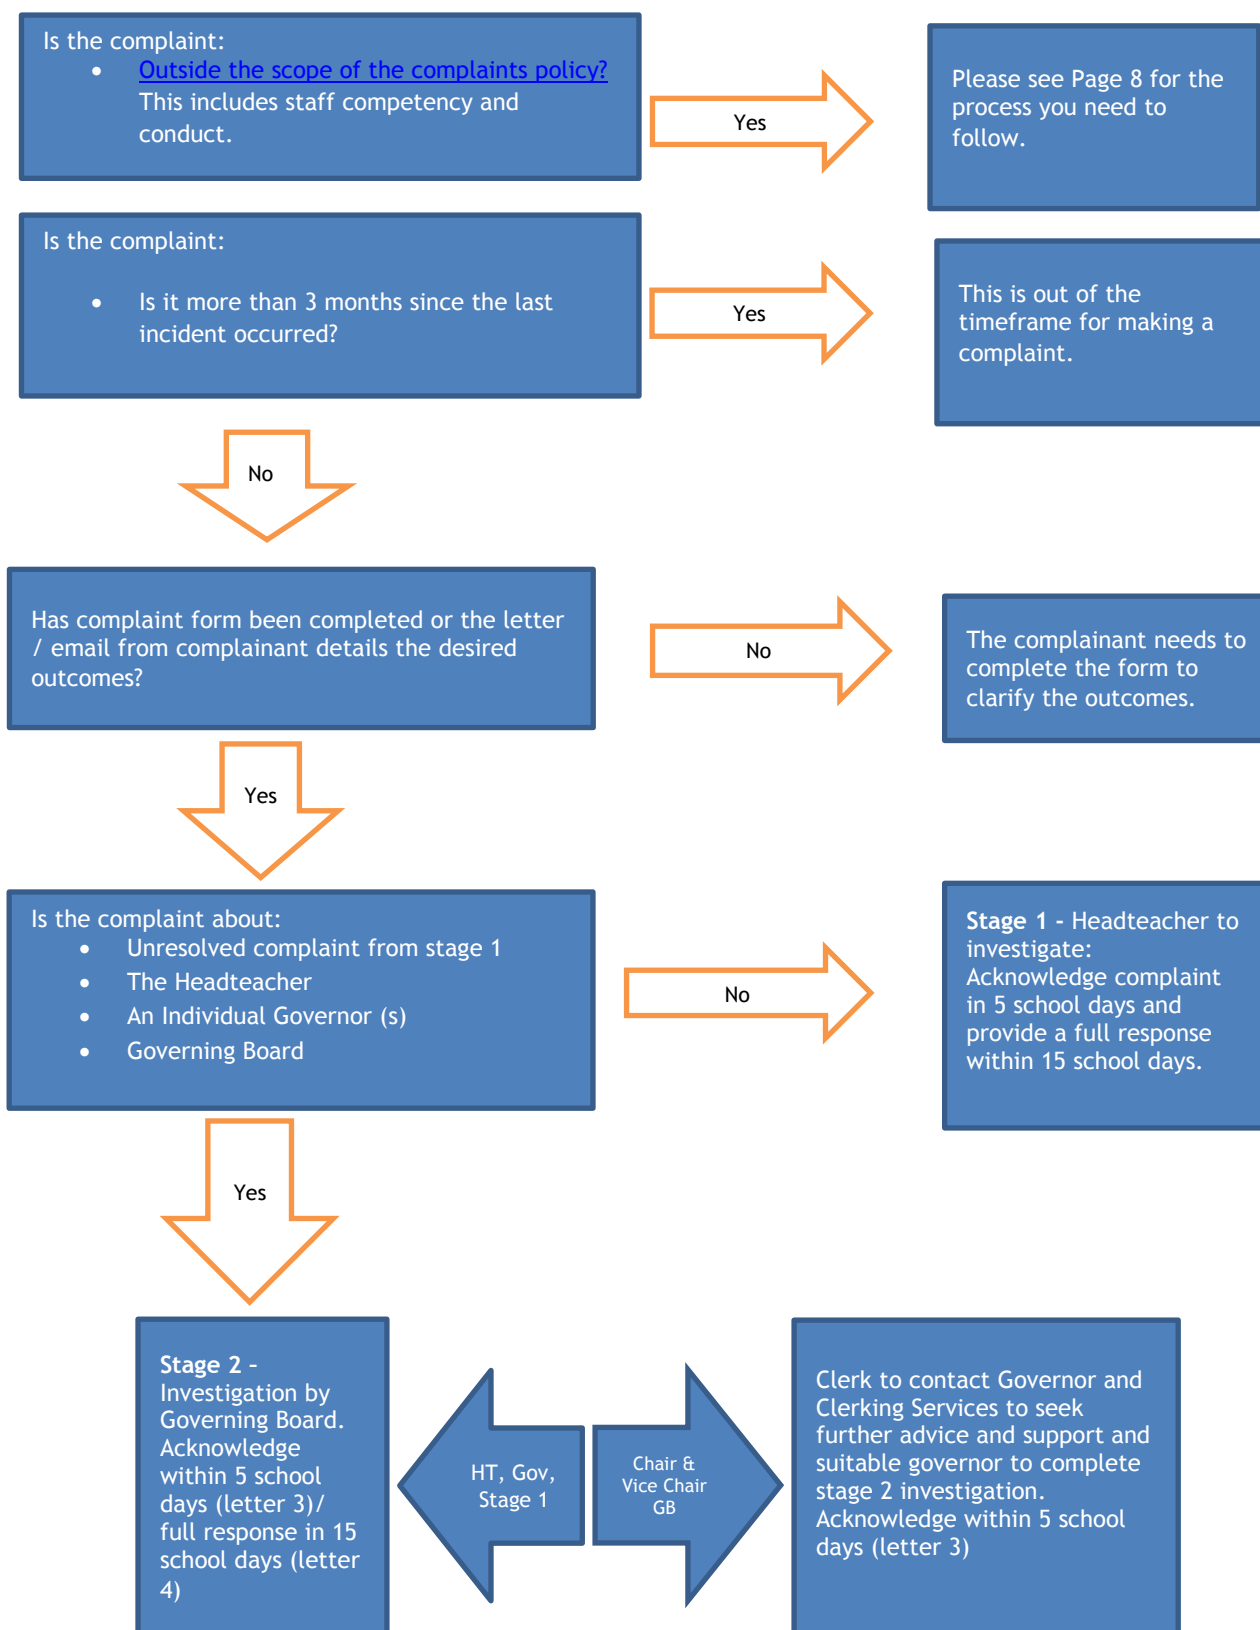 Is the complaint:
• Outside the scope of the complaints policy?
This includes staff competency and
conduct.
Yes
Please see Page 8 for the
process you need to
follow.
Is the complaint:
• Is it more than 3 months since the last
incident occurred?
Yes
This is out of the
timeframe for making a
complaint.
No
Has complaint form been completed or the letter
/ email from complainant details the desired
outcomes?
No
The complainant needs to
complete the form to
clarify the outcomes.
Yes
Is the complaint about:
• Unresolved complaint from stage 1
• The Headteacher
• An Individual Governor (s)
• Governing Board
No
Stage 1 - Headteacher to
investigate:
Acknowledge complaint
in 5 school days and
provide a full response
within 15 school days.
Yes
Stage 2 –
Investigation by
Governing Board.
Acknowledge
within 5 school
days (letter 3)/
full response in 15
school days (letter
4)
HT, Gov,
Stage 1
Chair &
Vice Chair
GB
Clerk to contact Governor and
Clerking Services to seek
further advice and support and
suitable governor to complete
stage 2 investigation.
Acknowledge within 5 school
days (letter 3)